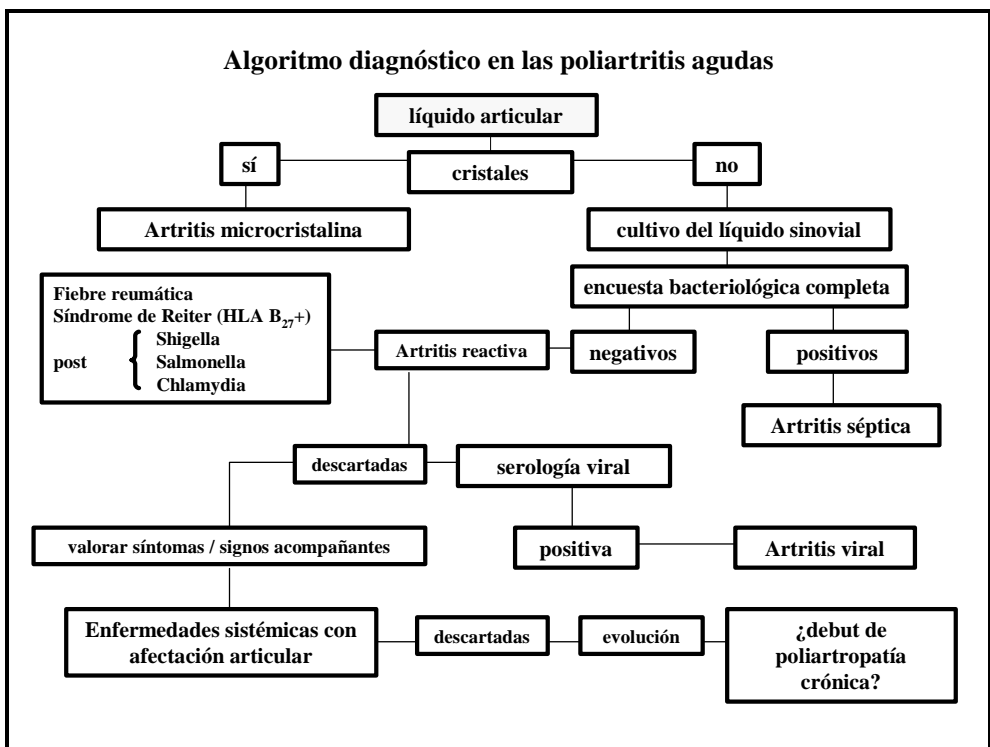 Algoritmo diagnóstico en las poliartritis agudas
líquido articular
sí
cristales
no
Artritis microcristalina
cultivo del líquido sinovial
encuesta bacteriológica completa
Fiebre reumática
Síndrome de Reiter (HLA B27+)
Shigella
post
Salmonella
Chlamydia
Artritis reactiva
negativos
positivos
Artritis séptica
descartadas
serología viral
valorar síntomas / signos acompañantes
positiva
Artritis viral
Enfermedades sistémicas con
afectación articular
descartadas
evolución
¿debut de
poliartropatía
crónica?